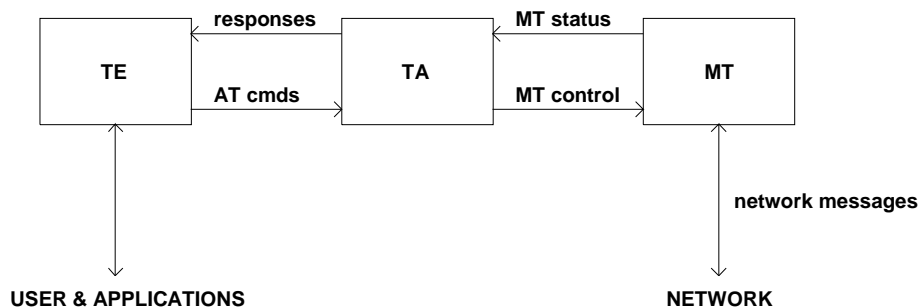 responses
MT status
TE
TA
MT
AT cmds
MT control
network messages
USER & APPLICATIONS
NETWORK